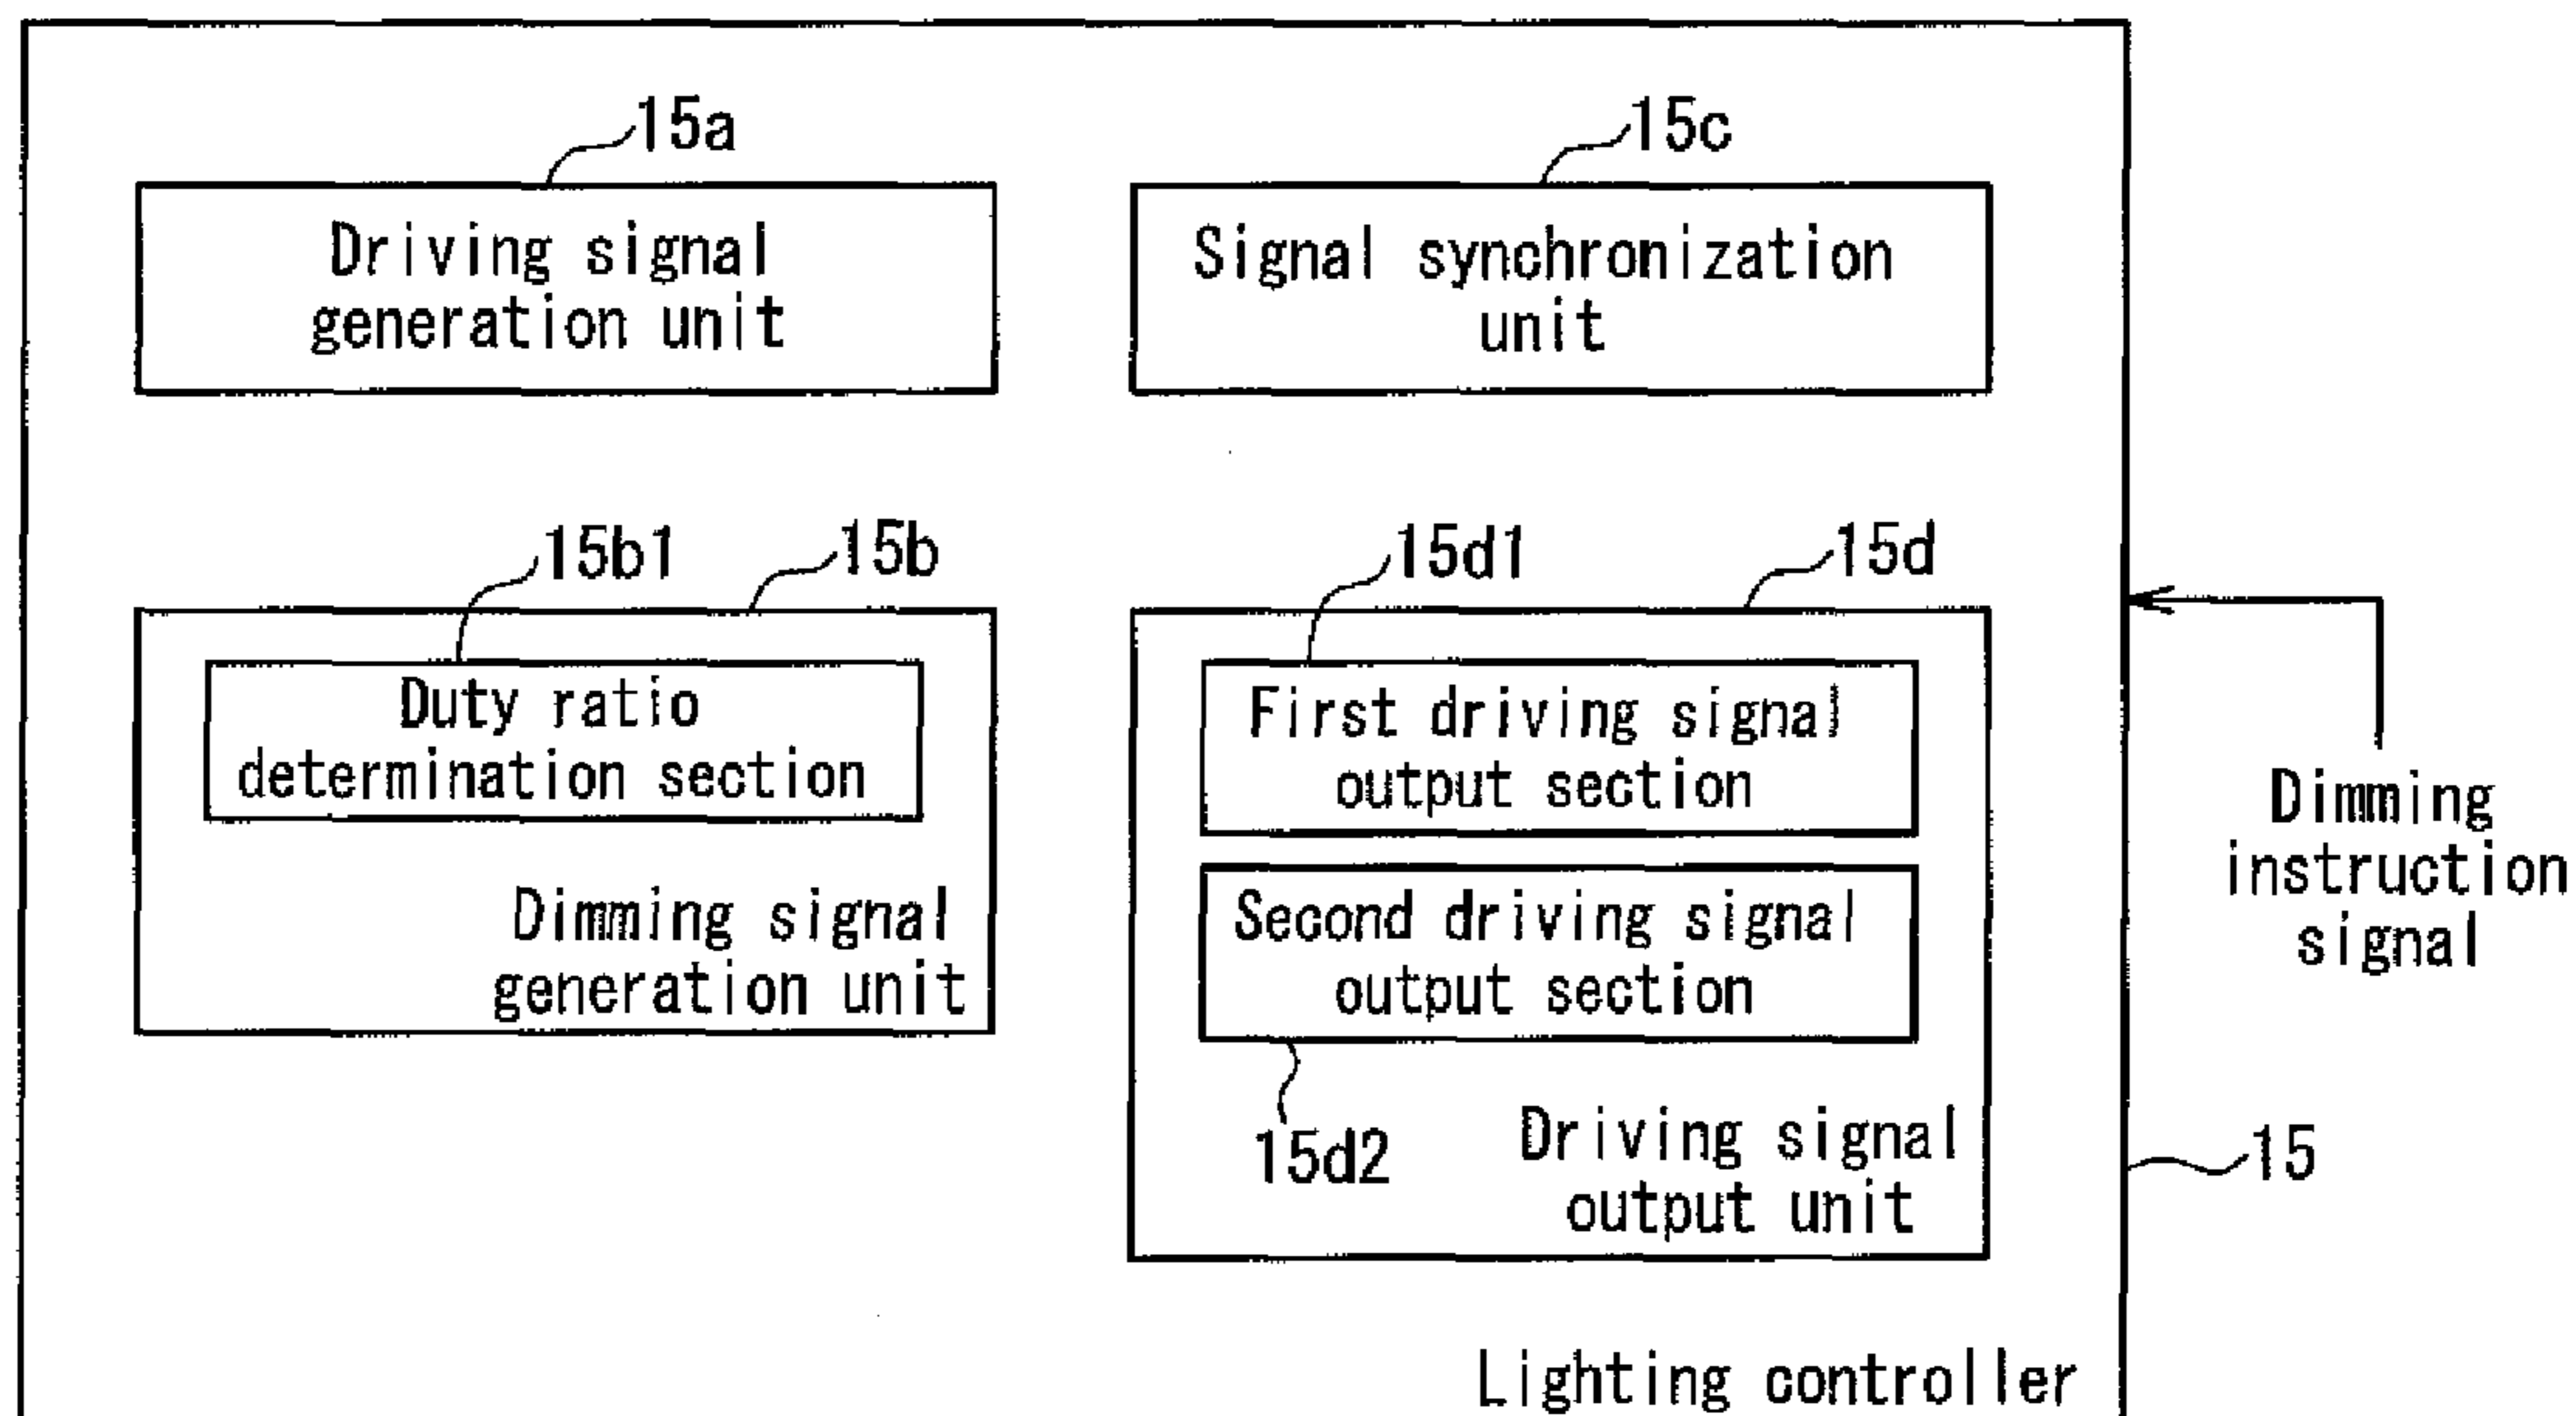 15a
15c
Driving signal
generation unit
Signal synchronization
unit
15b1
15b
15d1
15d
Duty ratio
determination section
Dimming signal
generation unit
First driving signal
output section
Second driving signal
output section
15d2
Driving signal
output unit
Dimming
instruction
signal
15
Lighting controller